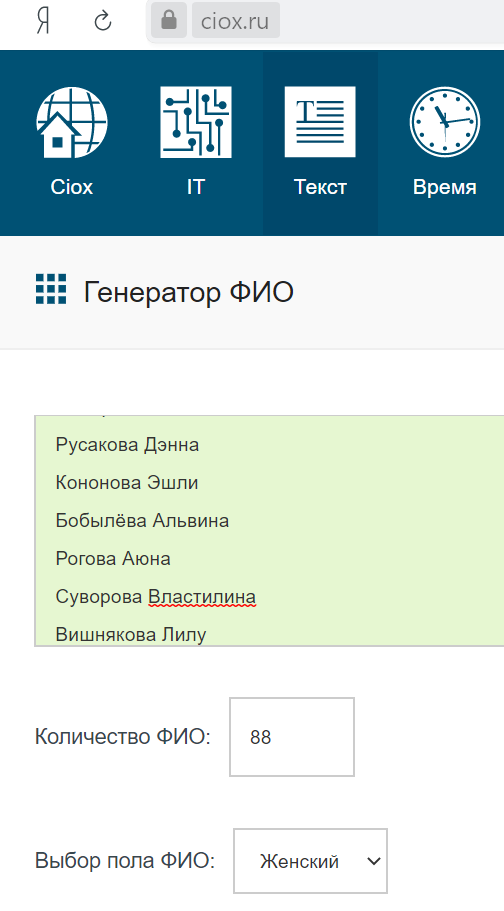 Я ciox.ru
Ciox IT Текст Время
Генератор ФИО
Русакова Дэнна
Кононова Эшли
Бобылёва Альвина
Рогова Аюна
Суворова Властилина
Вишнякова Лилу
Количество ФИО: 88
Выбор пола ФИО: Женский